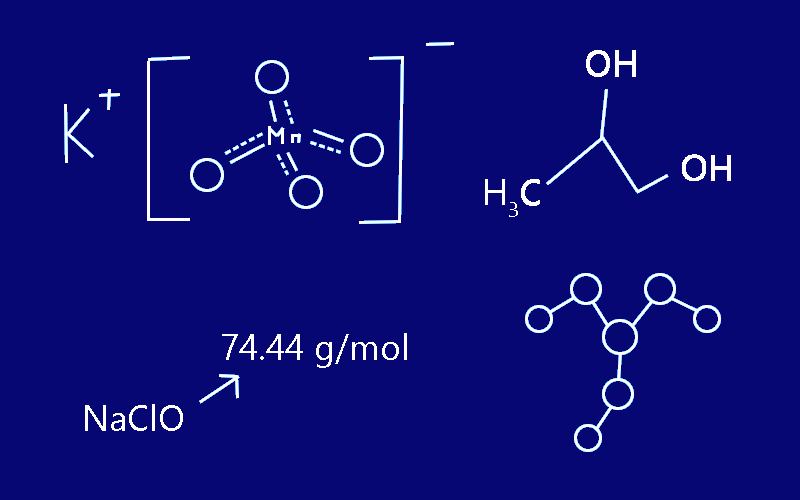 K+ [Mn]−
OH
OH
H3C
74.44 g/mol
NaClO